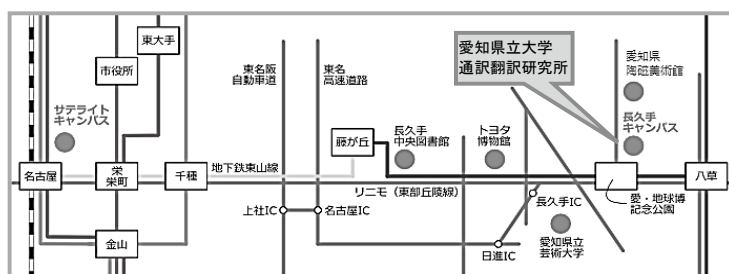 東大手
市役所
東名阪
自動車道
東名
高速道路
愛知県立大学
通訳翻訳研究所
愛知県
陶磁美術館
サテライト
キャンパス
藤が丘
長久手
中央図書館
トヨタ
博物館
長久手
キャンパス
名古屋
栄
栄町
千種
地下鉄東山線
リニモ（東部丘陵線）
八草
上社IC
名古屋IC
長久手IC
愛・地球博
記念公園
金山
日進IC
愛知県立
芸術大学